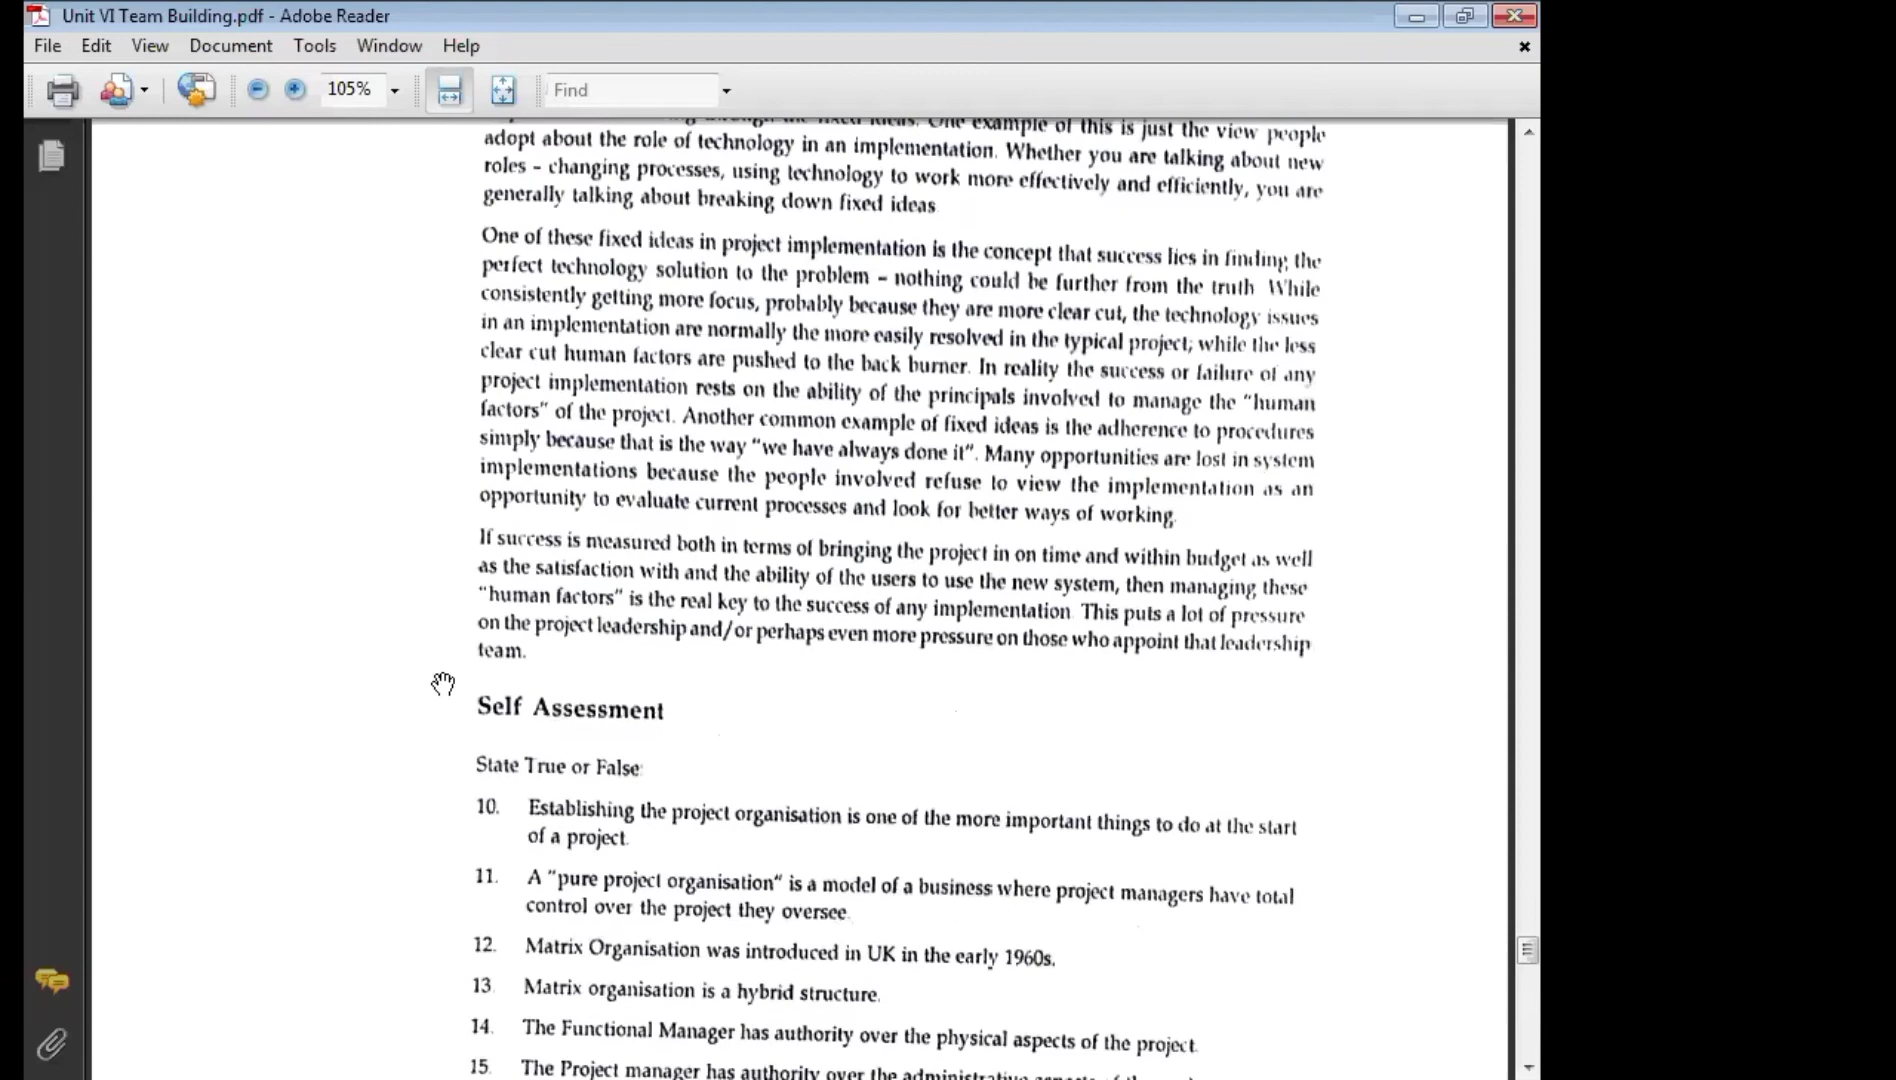 Unit VI Team Building.pdf - Adobe Reader
File Edit View Document Tools Window Help
105% Find
the fixed ideas. One example of this is just the view people
adopt about the role of technology in an implementation. Whether you are talking about new
roles – changing processes, using technology to work more effectively and efficiently, you are
generally talking about breaking down fixed ideas
One of these fixed ideas in project implementation is the concept that success lies in finding the
perfect technology solution to the problem – nothing could be further from the truth While
consistently getting more focus, probably because they are more clear cut, the technology issues
in an implementation are normally the more easily resolved in the typical project; while the less
clear cut human factors are pushed to the back burner. In reality the success or failure of any
project implementation rests on the ability of the principals involved to manage the "human
factors" of the project. Another common example of fixed ideas is the adherence to procedures
simply because that is the way "we have always done it". Many opportunities are lost in system
implementations because the people involved refuse to view the implementation as an
opportunity to evaluate current processes and look for better ways of working.
If success is measured both in terms of bringing the project in on time and within budget as well
as the satisfaction with and the ability of the users to use the new system, then managing these
"human factors" is the real key to the success of any implementation This puts a lot of pressure
on the project leadership and/or perhaps even more pressure on those who appoint that leadership
team.
Self Assessment
State True or False:
10. Establishing the project organisation is one of the more important things to do at the start
of a project.
11. A "pure project organisation" is a model of a business where project managers have total
control over the project they oversee.
12. Matrix Organisation was introduced in UK in the early 1960s.
13. Matrix organisation is a hybrid structure.
14. The Functional Manager has authority over the physical aspects of the project.
15. The Project manager has authority over the administrative